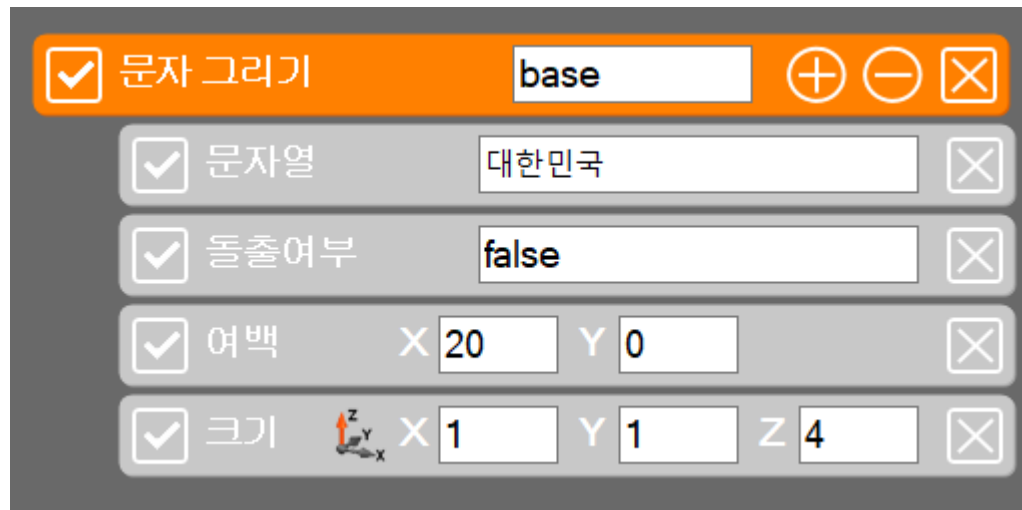 문자 그리기 base
문자열 대한민국
돌출여부 false
여백 X 20 Y 0
크기 Z Y X X 1 Y 1 Z 4